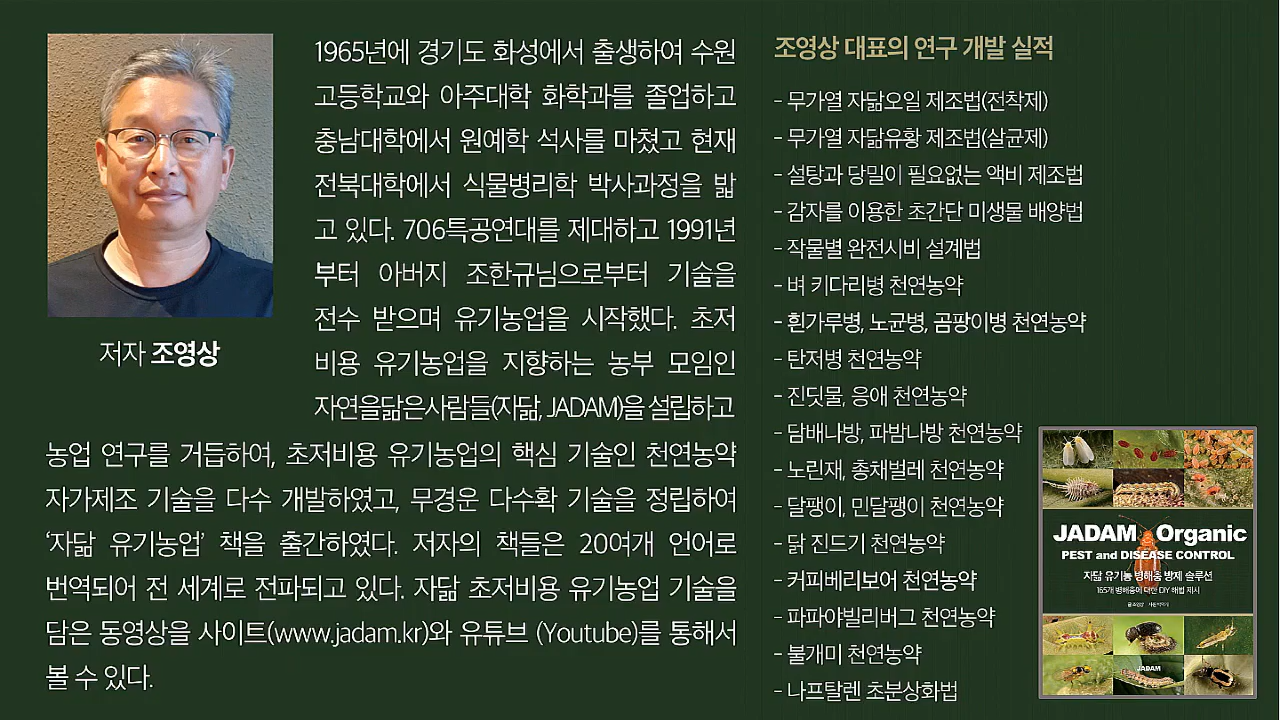 1965년에 경기도 화성에서 출생하여 수원
고등학교와 아주대학 화학과를 졸업하고
충남대학에서 원예학 석사를 마쳤고 현재
전북대학에서 식물병리학 박사과정을 밟
고 있다. 706특공연대를 제대하고 1991년
부터 아버지 조한규님으로부터 기술을
전수 받으며 유기농업을 시작했다. 초저
비용 유기농업을 지향하는 농부 모임인
자연을닮은사람들(자닮, JADAM)을 설립하고
저자 조영상
농업 연구를 거듭하여, 초저비용 유기농업의 핵심 기술인 천연농약
자가제조 기술을 다수 개발하였고, 무경운 다수확 기술을 정립하여
‘자닮 유기농업’ 책을 출간하였다. 저자의 책들은 20여개 언어로
번역되어 전 세계로 전파되고 있다. 자닮 초저비용 유기농업 기술을
담은 동영상을 사이트(www.jadam.kr)와 유튜브 (Youtube)를 통해서
볼 수 있다.
조영상 대표의 연구 개발 실적
- 무가열 자닮오일 제조법(전착제)
- 무가열 자닮유황 제조법(살균제)
- 설탕과 당밀이 필요없는 액비 제조법
- 감자를 이용한 초간단 미생물 배양법
- 작물별 완전시비 설계법
- 벼 키다리병 천연농약
- 흰가루병, 노균병, 곰팡이병 천연농약
- 탄저병 천연농약
- 진딧물, 응애 천연농약
- 담배나방, 파밤나방 천연농약
- 노린재, 총채벌레 천연농약
- 달팽이, 민달팽이 천연농약
- 닭 진드기 천연농약
- 커피베리보어 천연농약
- 파파야밀리버그 천연농약
- 불개미 천연농약
- 나프탈렌 초분상화법
JADAM Organic
PEST and DISEASE CONTROL
자닮 유기농 병해충 방제 솔루션
165개 병해충에 대한 DIY 해법 제시
JADAM